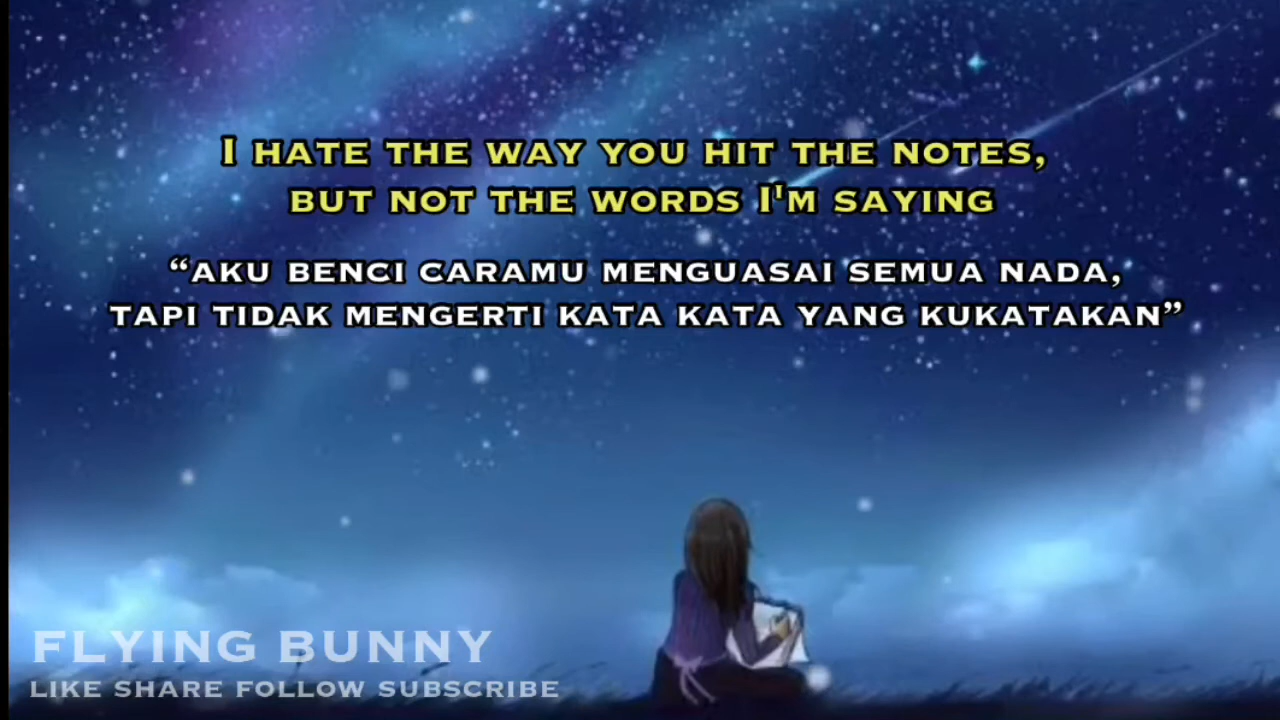 I HATE THE WAY YOU HIT THE NOTES,
BUT NOT THE WORDS I'M SAYING
“AKU BENCI CARAMU MENGUASAI SEMUA NADA,
TAPI TIDAK MENGERTI KATA KATA YANG KUKATAKAN”
FLYING BUNNY
LIKE SHARE FOLLOW SUBSCRIBE